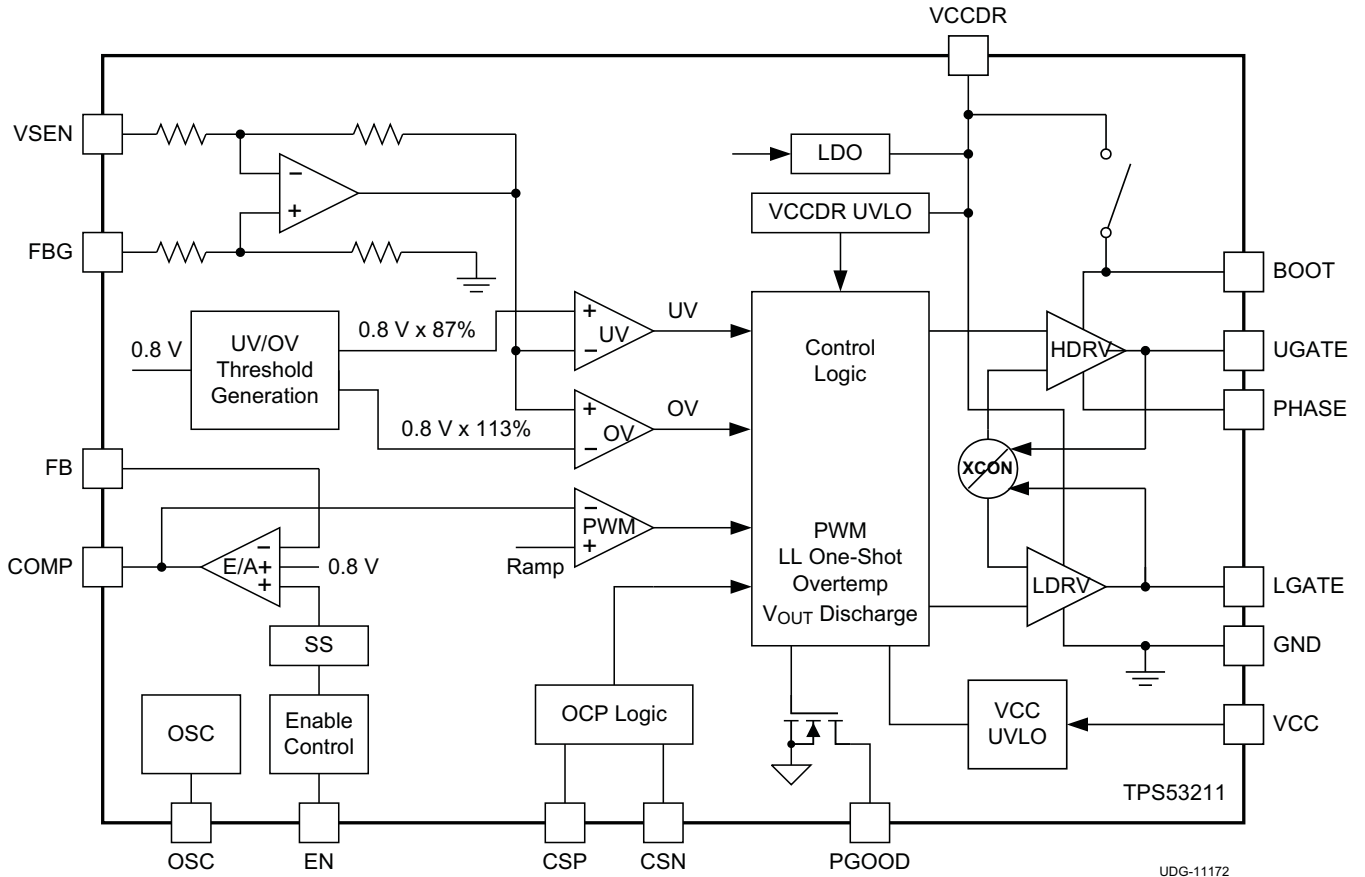 VCCDR
VSEN
LDO
VCCDR UVLO
FBG
BOOT
UV/OV
Threshold
Generation
0.8 V
0.8 V x 87%
0.8 V x 113%
+
−
−
+
UV
UV
+
−
OV
OV
Control
Logic
HDRV
UGATE
PHASE
FB
XCON
COMP
E/A
−
+
+
0.8 V
−
+
PWM
Ramp
PWM
LL One-Shot
Overtemp
VOUT Discharge
LDRV
LGATE
GND
SS
OSC
Enable
Control
OCP Logic
VCC
UVLO
VCC
TPS53211
OSC
EN
CSP
CSN
PGOOD
UDG-11172